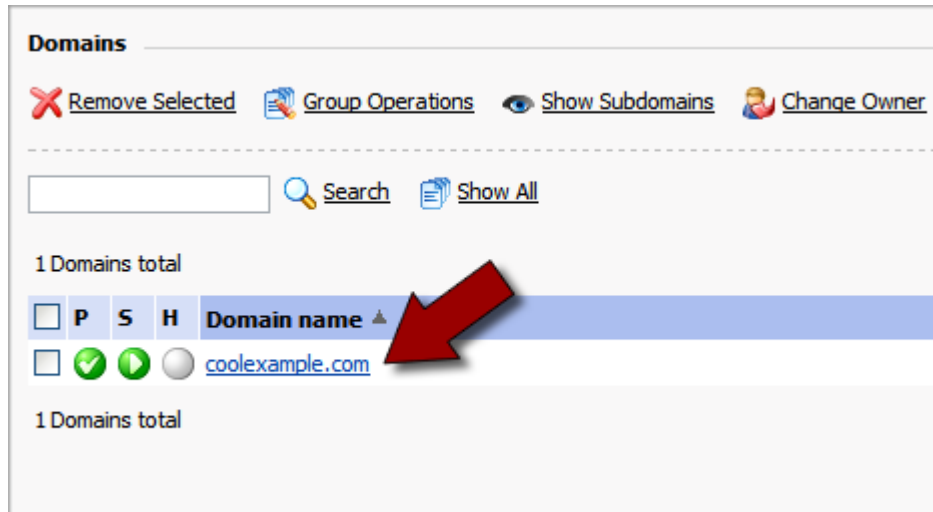 Domains
Remove Selected Group Operations Show Subdomains Change Owner
Search Show All
1 Domains total
P S H Domain name
coolexample.com
1 Domains total